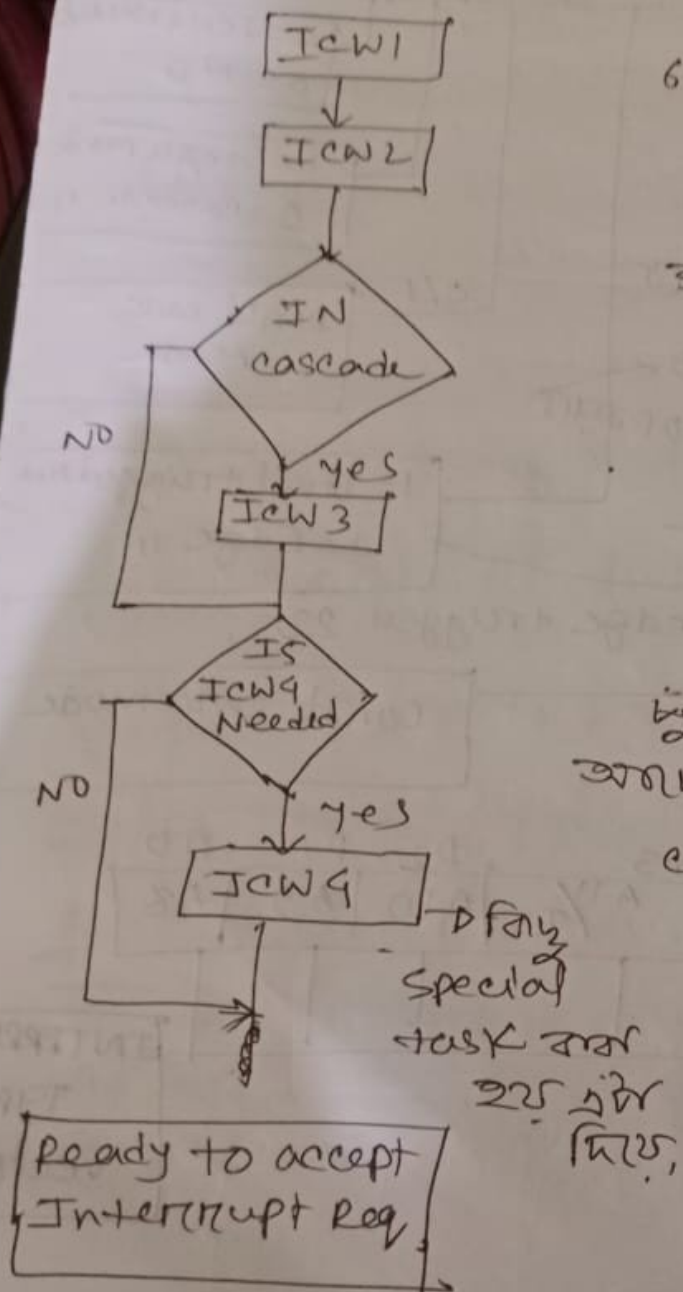 ICW1
ICW2
IN
cascade
NO
yes
ICW3
IS
ICW4
Needed
NO
yes
ICW4
→ কিছু
special
task করা
হয় এটা
দিয়ে,
Ready to accept
Interrupt Req